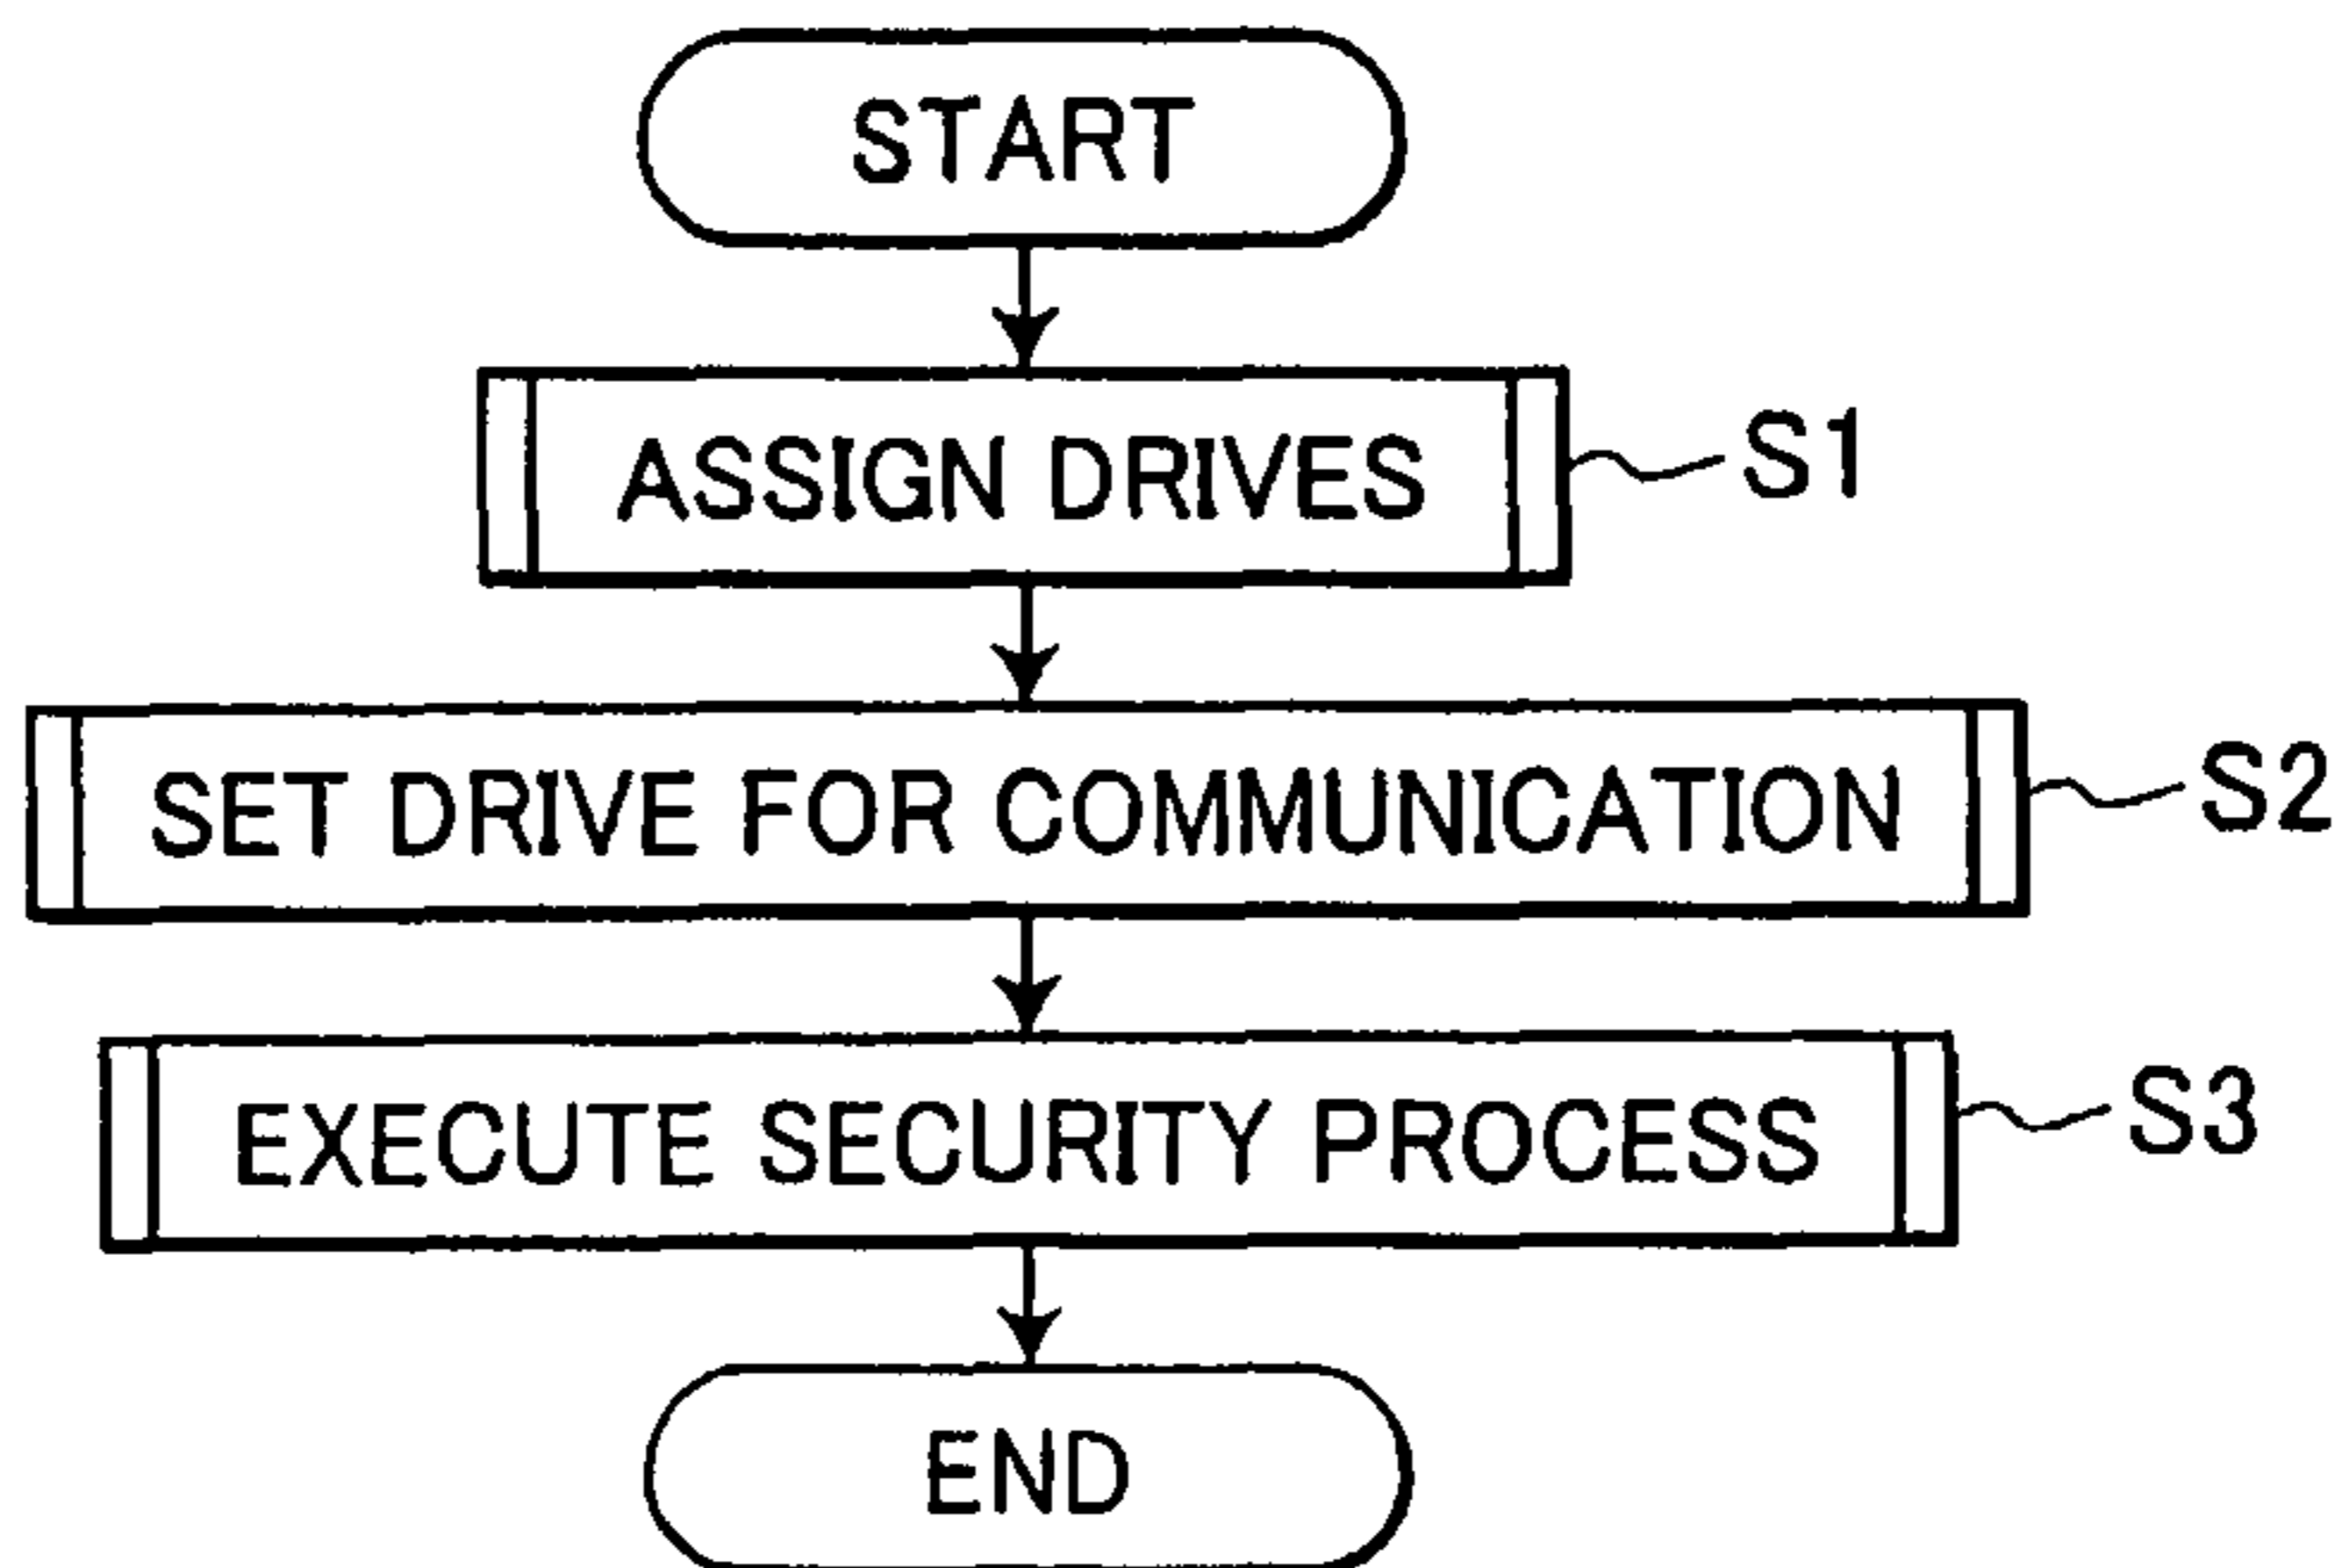 START
ASSIGN DRIVES
S1
SET DRIVE FOR COMMUNICATION
S2
EXECUTE SECURITY PROCESS
S3
END